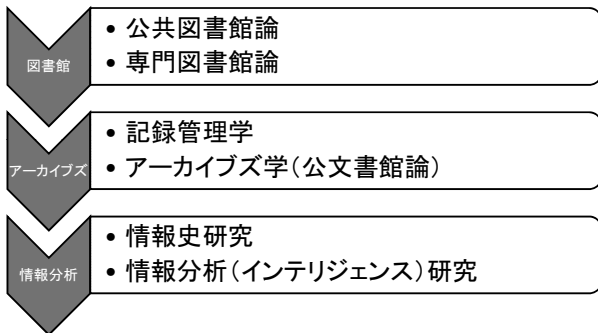 図書館
• 公共図書館論
• 専門図書館論
アーカイブズ
• 記録管理学
• アーカイブズ学(公文書館論)
情報分析
• 情報史研究
• 情報分析(インテリジェンス)研究